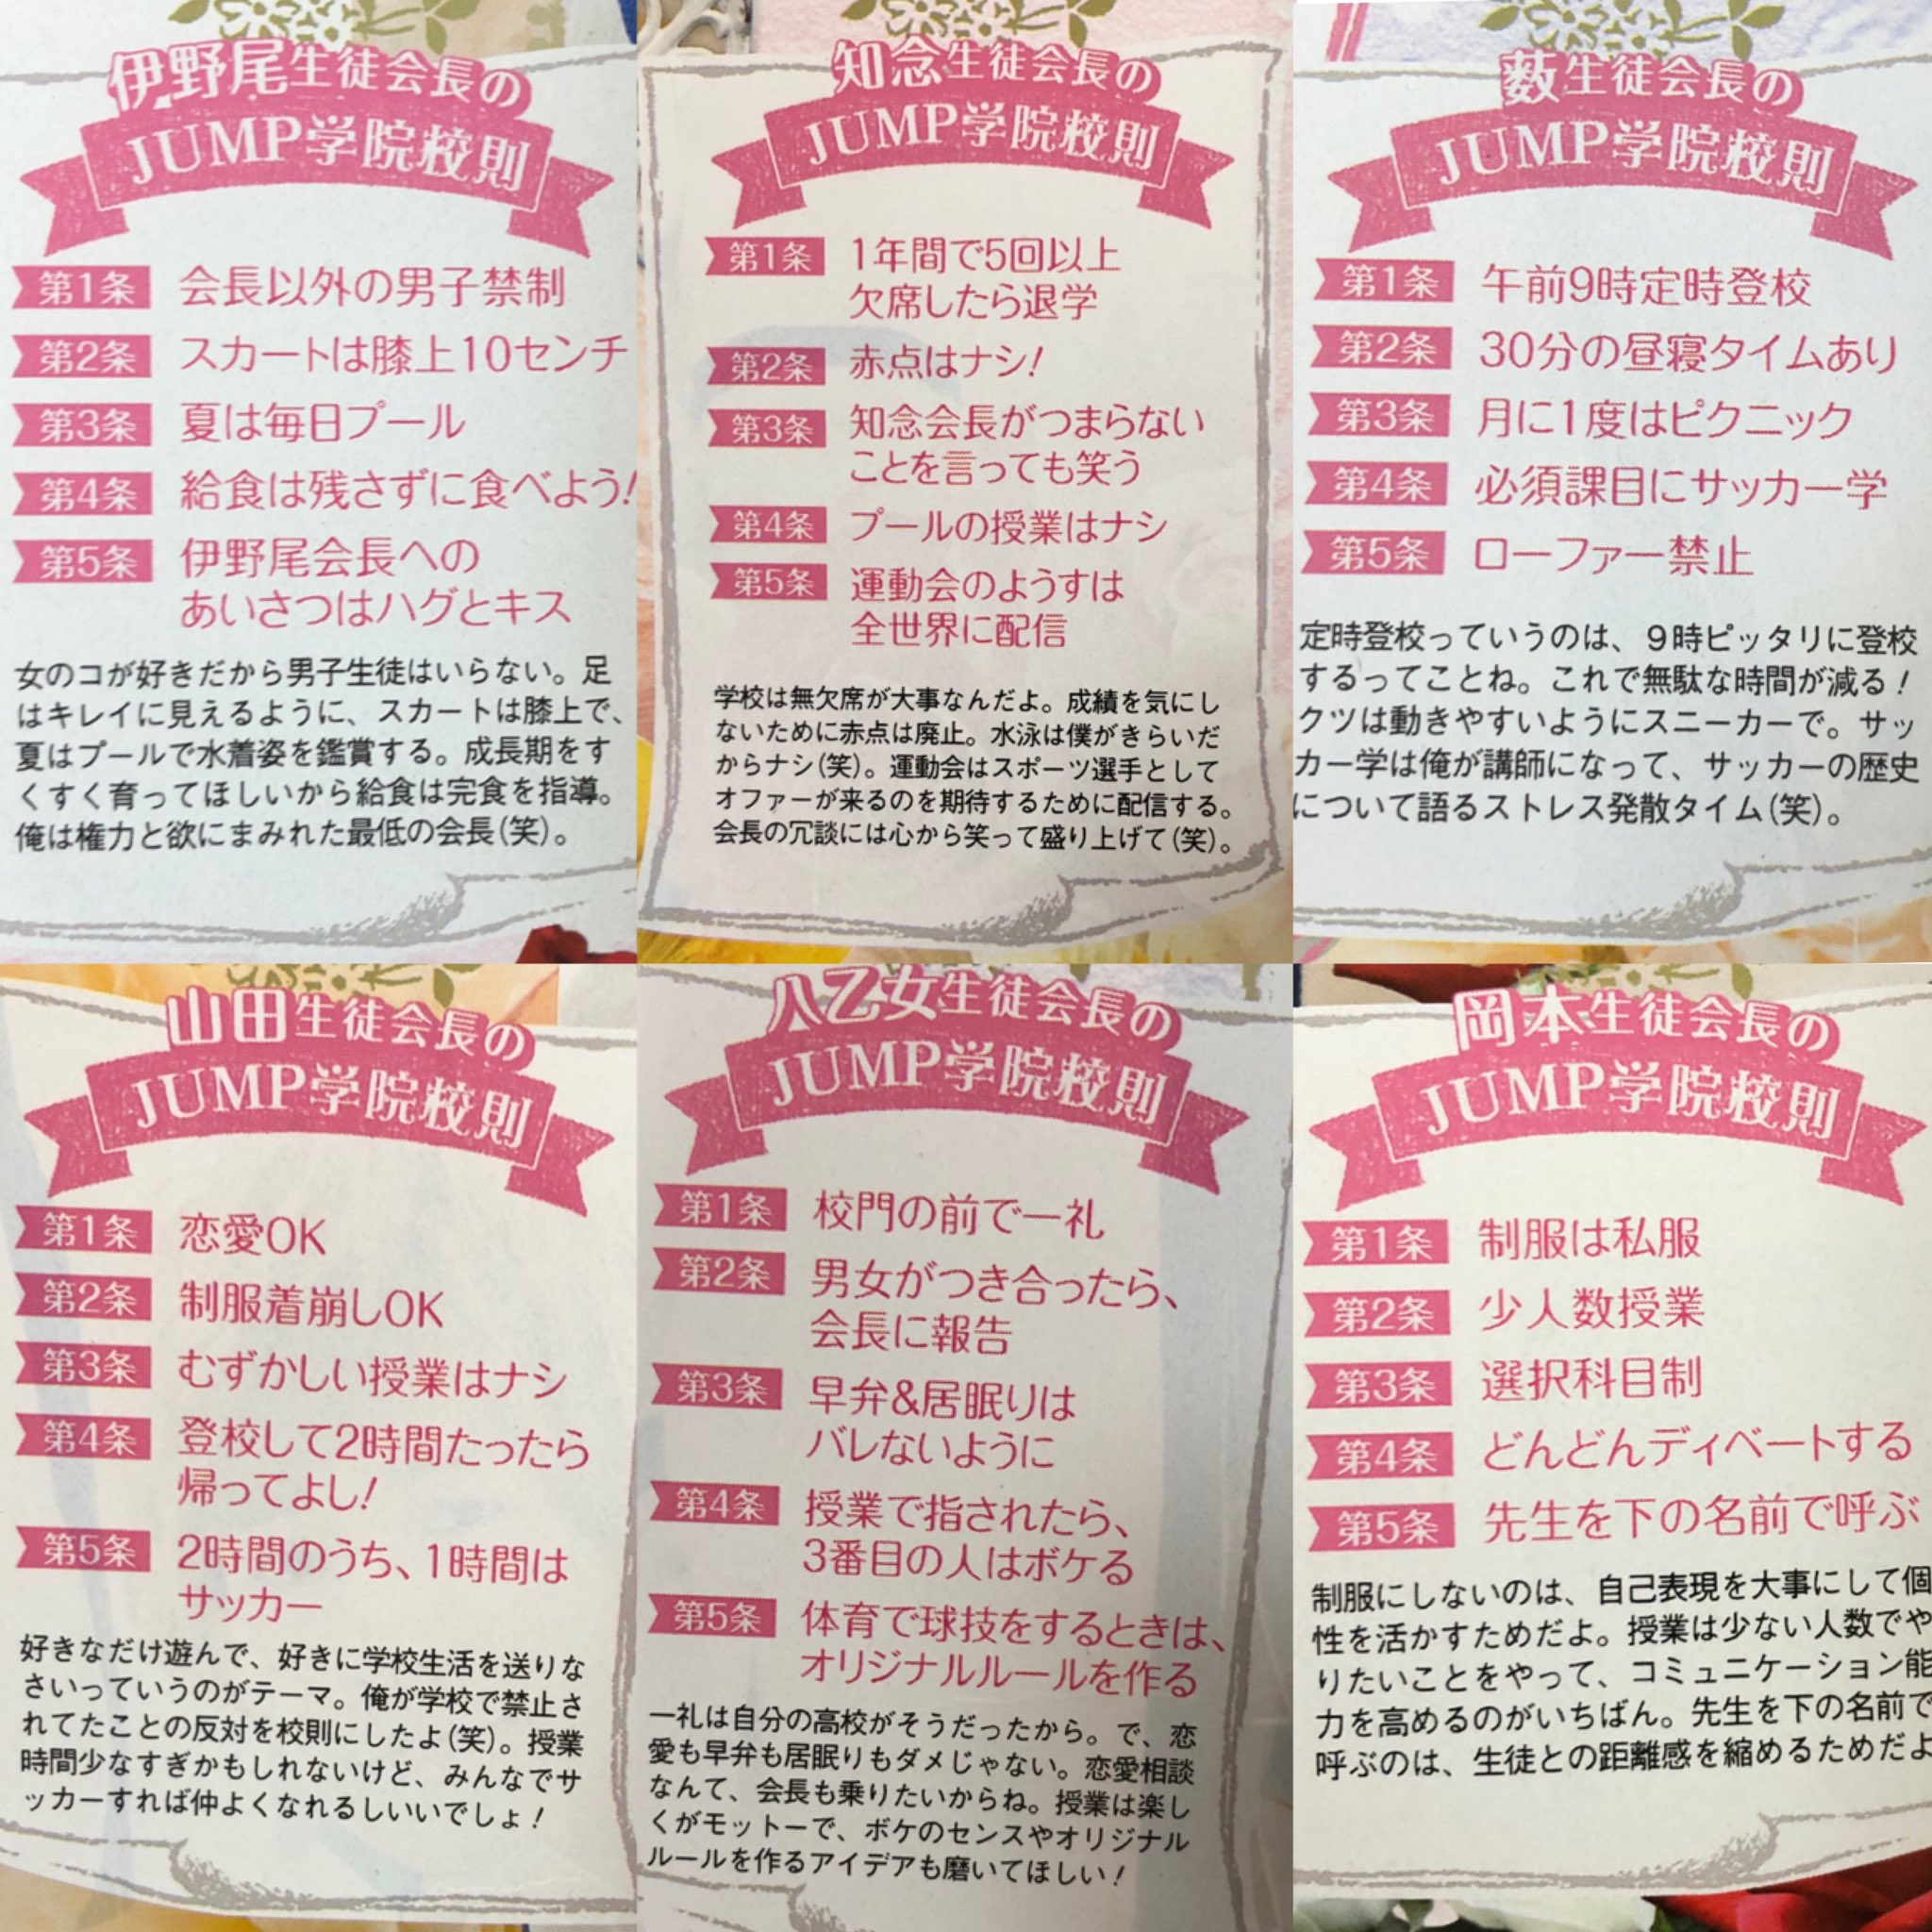 伊野尾生徒会長の
JUMP学院校則
第1条 会長以外の男子禁制
第2条 スカートは膝上10センチ
第3条 夏は毎日プール
第4条 給食は残さずに食べよう!
第5条 伊野尾会長への
あいさつはハグとキス
女のコが好きだから男子生徒はいらない。足
はキレイに見えるように、スカートは膝上で、
夏はプールで水着姿を鑑賞する。成長期をす
くすく育ってほしいから給食は完食を指導。
俺は権力と欲にまみれた最低の会長(笑)。
知念生徒会長の
JUMP学院校則
第1条 1年間で5回以上
欠席したら退学
第2条 赤点はナシ!
第3条 知念会長がつまらない
ことを言っても笑う
第4条 プールの授業はナシ
第5条 運動会のようすは
全世界に配信
学校は無欠席が大事なんだよ。成績を気にし
ないために赤点は廃止。水泳は僕がきらいだ
からナシ(笑)。運動会はスポーツ選手として
オファーが来るのを期待するために配信する。
会長の冗談には心から笑って盛り上げて(笑)。
薮生徒会長の
JUMP学院校則
第1条 午前9時定時登校
第2条 30分の昼寝タイムあり
第3条 月に1度はピクニック
第4条 必須課目にサッカー学
第5条 ローファー禁止
定時登校っていうのは、9時ピッタリに登校
するってことね。これで無駄な時間が減る!
クツは動きやすいようにスニーカーで。サッ
カー学は俺が講師になって、サッカーの歴史
について語るストレス発散タイム(笑)。
山田生徒会長の
JUMP学院校則
第1条 恋愛OK
第2条 制服着崩しOK
第3条 むずかしい授業はナシ
第4条 登校して2時間たったら
帰ってよし!
第5条 2時間のうち、1時間は
サッカー
好きなだけ遊んで、好きに学校生活を送りな
さいっていうのがテーマ。俺が学校で禁止さ
れてたことの反対を校則にしたよ(笑)。授業
時間少なすぎかもしれないけど、みんなでサ
ッカーすれば仲よくなれるしいいでしょ!
八乙女生徒会長の
JUMP学院校則
第1条 校門の前で一礼
第2条 男女がつき合ったら、
会長に報告
第3条 早弁&居眠りは
バレないように
第4条 授業で指されたら、
3番目の人はボケる
第5条 体育で球技をするときは、
オリジナルルールを作る
一礼は自分の高校がそうだったから。で、恋
愛も早弁も居眠りもダメじゃない。恋愛相談
なんて、会長も乗りたいからね。授業は楽し
くがモットーで、ボケのセンスやオリジナル
ルールを作るアイデアも磨いてほしい!
岡本生徒会長の
JUMP学院校則
第1条 制服は私服
第2条 少人数授業
第3条 選択科目制
第4条 どんどんディベートする
第5条 先生を下の名前で呼ぶ
制服にしないのは、自己表現を大事にして個
性を活かすためだよ。授業は少ない人数でや
りたいことをやって、コミュニケーション能
力を高めるのがいちばん。先生を下の名前で
呼ぶのは、生徒との距離感を縮めるためだよ